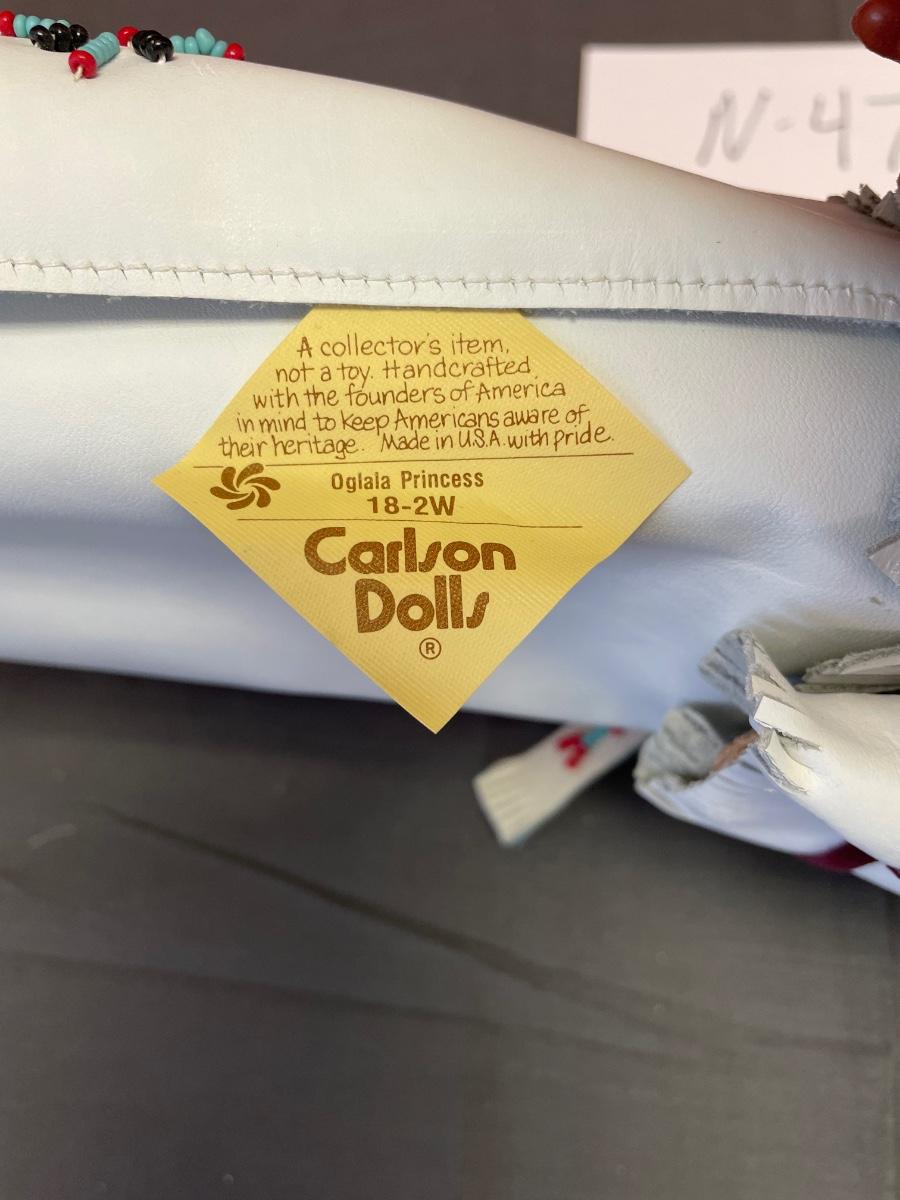 N-47
A collector's item,
not a toy. Handcrafted
with the founders of America
in mind to keep Americans aware of
their heritage. Made in U.S.A. with pride.
Oglala Princess
18-2W
Carlson
Dolls
®